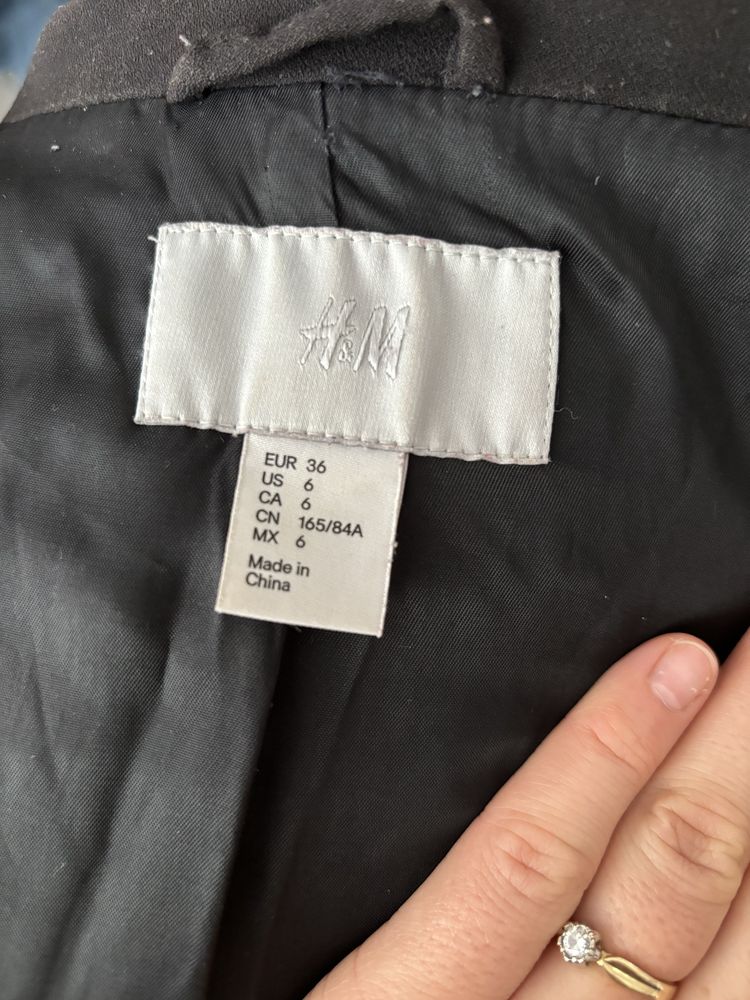 H&M
EUR 36
US 6
CA 6
CN 165/84A
MX 6
Made in
China